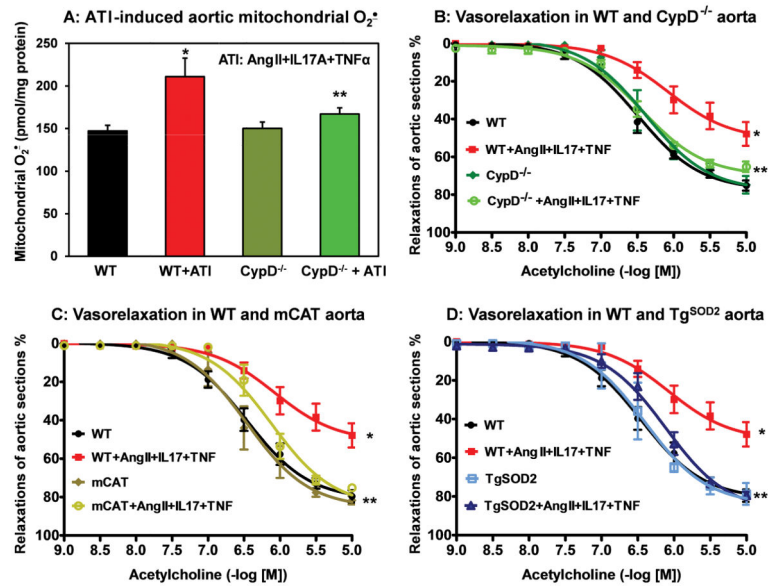 A: ATI-induced aortic mitochondrial O₂•̄
Mitochondrial O₂•̄ (pmol/mg protein)
250
200
150
100
50
0
ATI: AngII+IL17A+TNFα
*
**
WT
WT+ATI
CypD-/-
CypD-/- + ATI
B: Vasorelaxation in WT and CypD-/- aorta
Relaxations of aortic sections %
0
20
40
60
80
100
WT
WT+AngII+IL17+TNF
CypD-/-
CypD-/- +AngII+IL17+TNF
*
**
9.0 8.5 8.0 7.5 7.0 6.5 6.0 5.5 5.0
Acetylcholine (-log [M])
C: Vasorelaxation in WT and mCAT aorta
Relaxations of aortic sections %
0
20
40
60
80
100
WT
WT+AngII+IL17+TNF
mCAT
mCAT+AngII+IL17+TNF
*
**
9.0 8.5 8.0 7.5 7.0 6.5 6.0 5.5 5.0
Acetylcholine (-log [M])
D: Vasorelaxation in WT and TgSOD2 aorta
Relaxations of aortic sections %
0
20
40
60
80
100
WT
WT+AngII+IL17+TNF
TgSOD2
TgSOD2+AngII+IL17+TNF
*
**
9.0 8.5 8.0 7.5 7.0 6.5 6.0 5.5 5.0
Acetylcholine (-log [M])